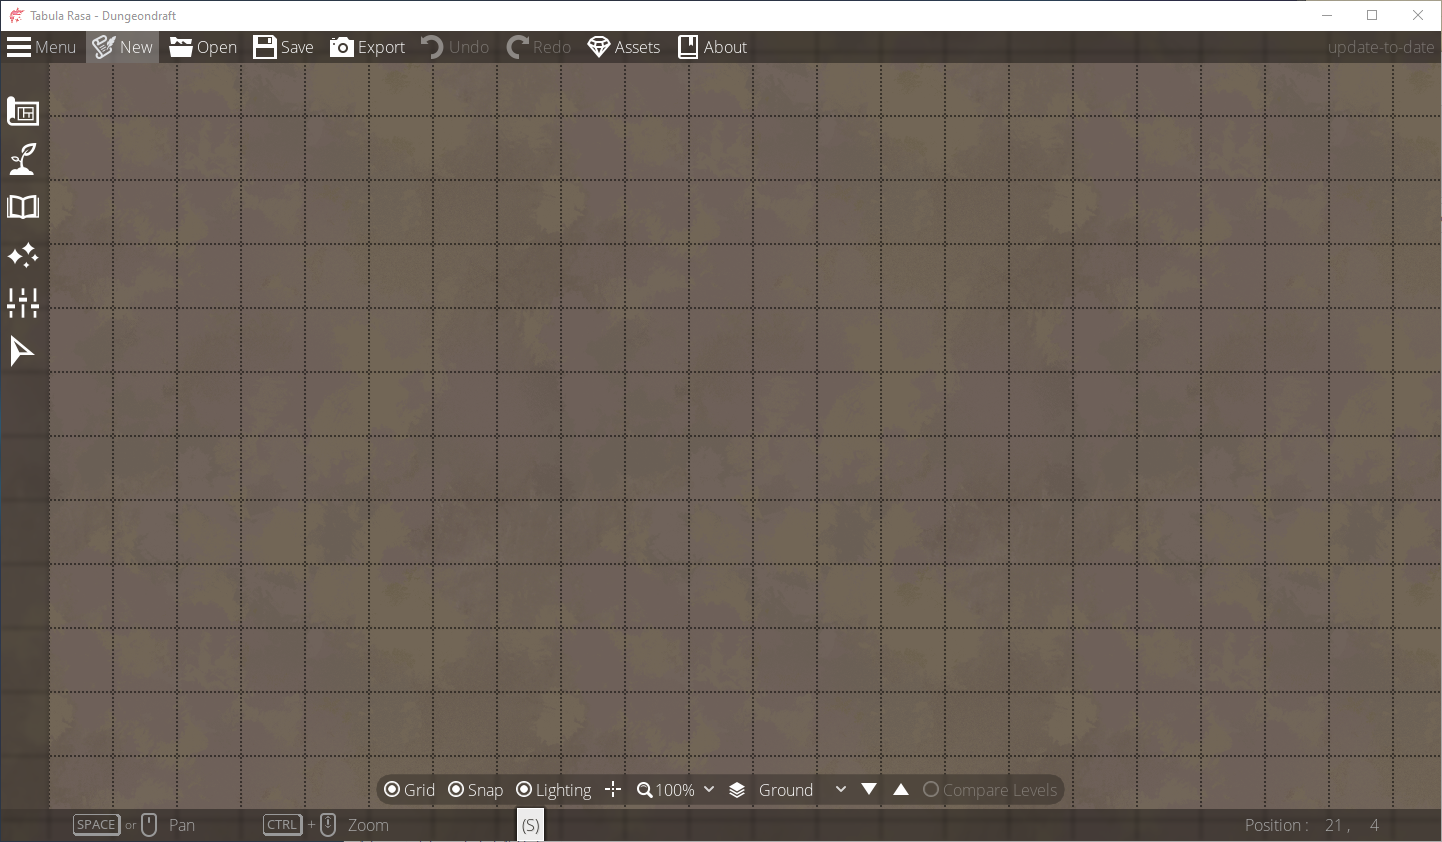 Tabula Rasa - Dungeondraft
Menu New Open Save Export Undo Redo Assets About update-to-date
Grid Snap Lighting 100% Ground Compare Levels
SPACE or Pan CTRL + Zoom (S) Position : 21 , 4